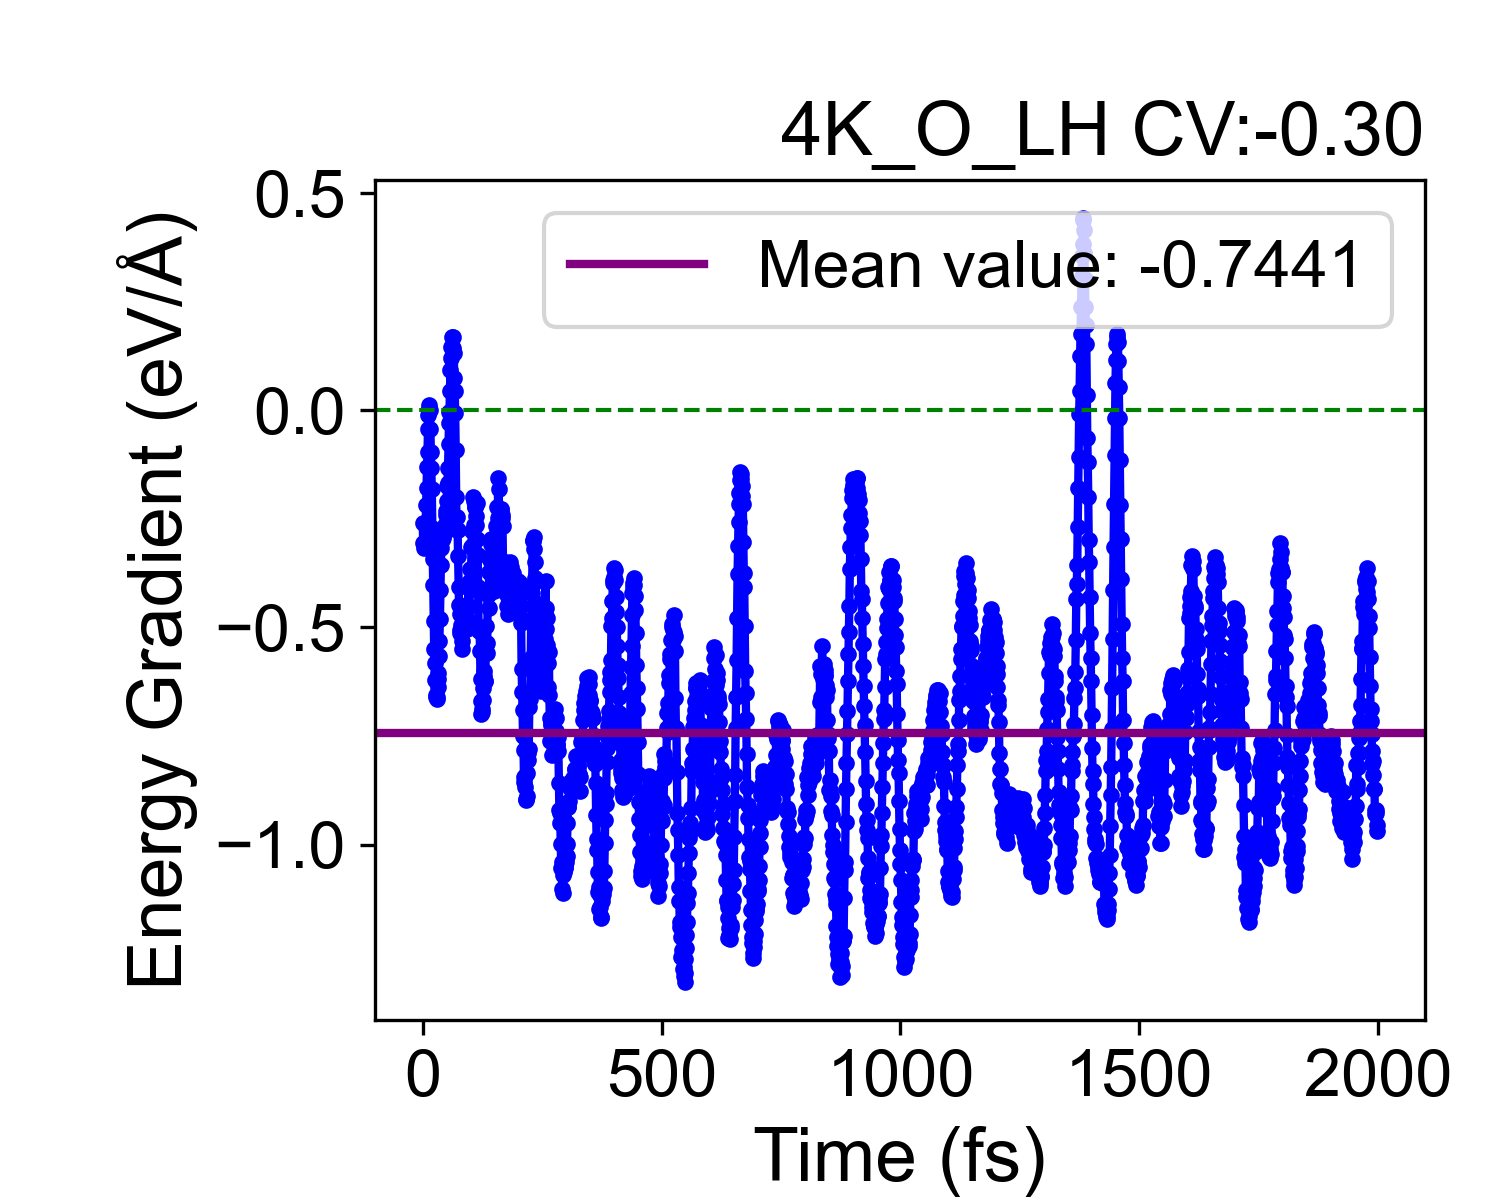 4K_O_LH CV:-0.30
Mean value: -0.7441
Energy Gradient (eV/Å)
0.5
0.0
−0.5
−1.0
0 500 1000 1500 2000
Time (fs)